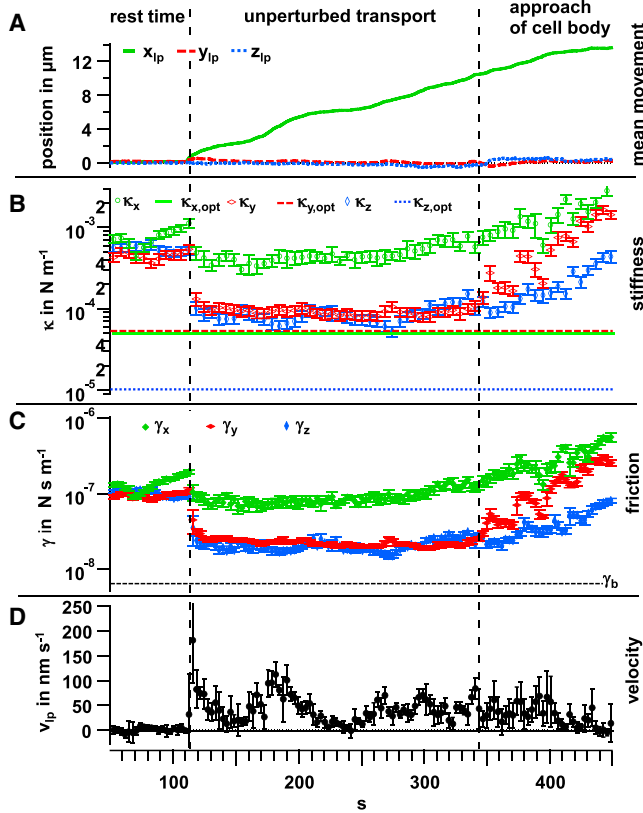 rest time
unperturbed transport
approach
of cell body
A
x_lp y_lp z_lp
position in µm
12
8
4
0
mean movement
B
κ_x κ_x,opt κ_y κ_y,opt κ_z κ_z,opt
κ in N m⁻¹
10⁻³
4
2
10⁻⁴
4
2
10⁻⁵
stiffness
C
γ_x γ_y γ_z
γ in N s m⁻¹
10⁻⁶
10⁻⁷
10⁻⁸
γ_b
friction
D
v_lp in nm s⁻¹
250
200
150
100
50
0
velocity
100 200 300 400
s